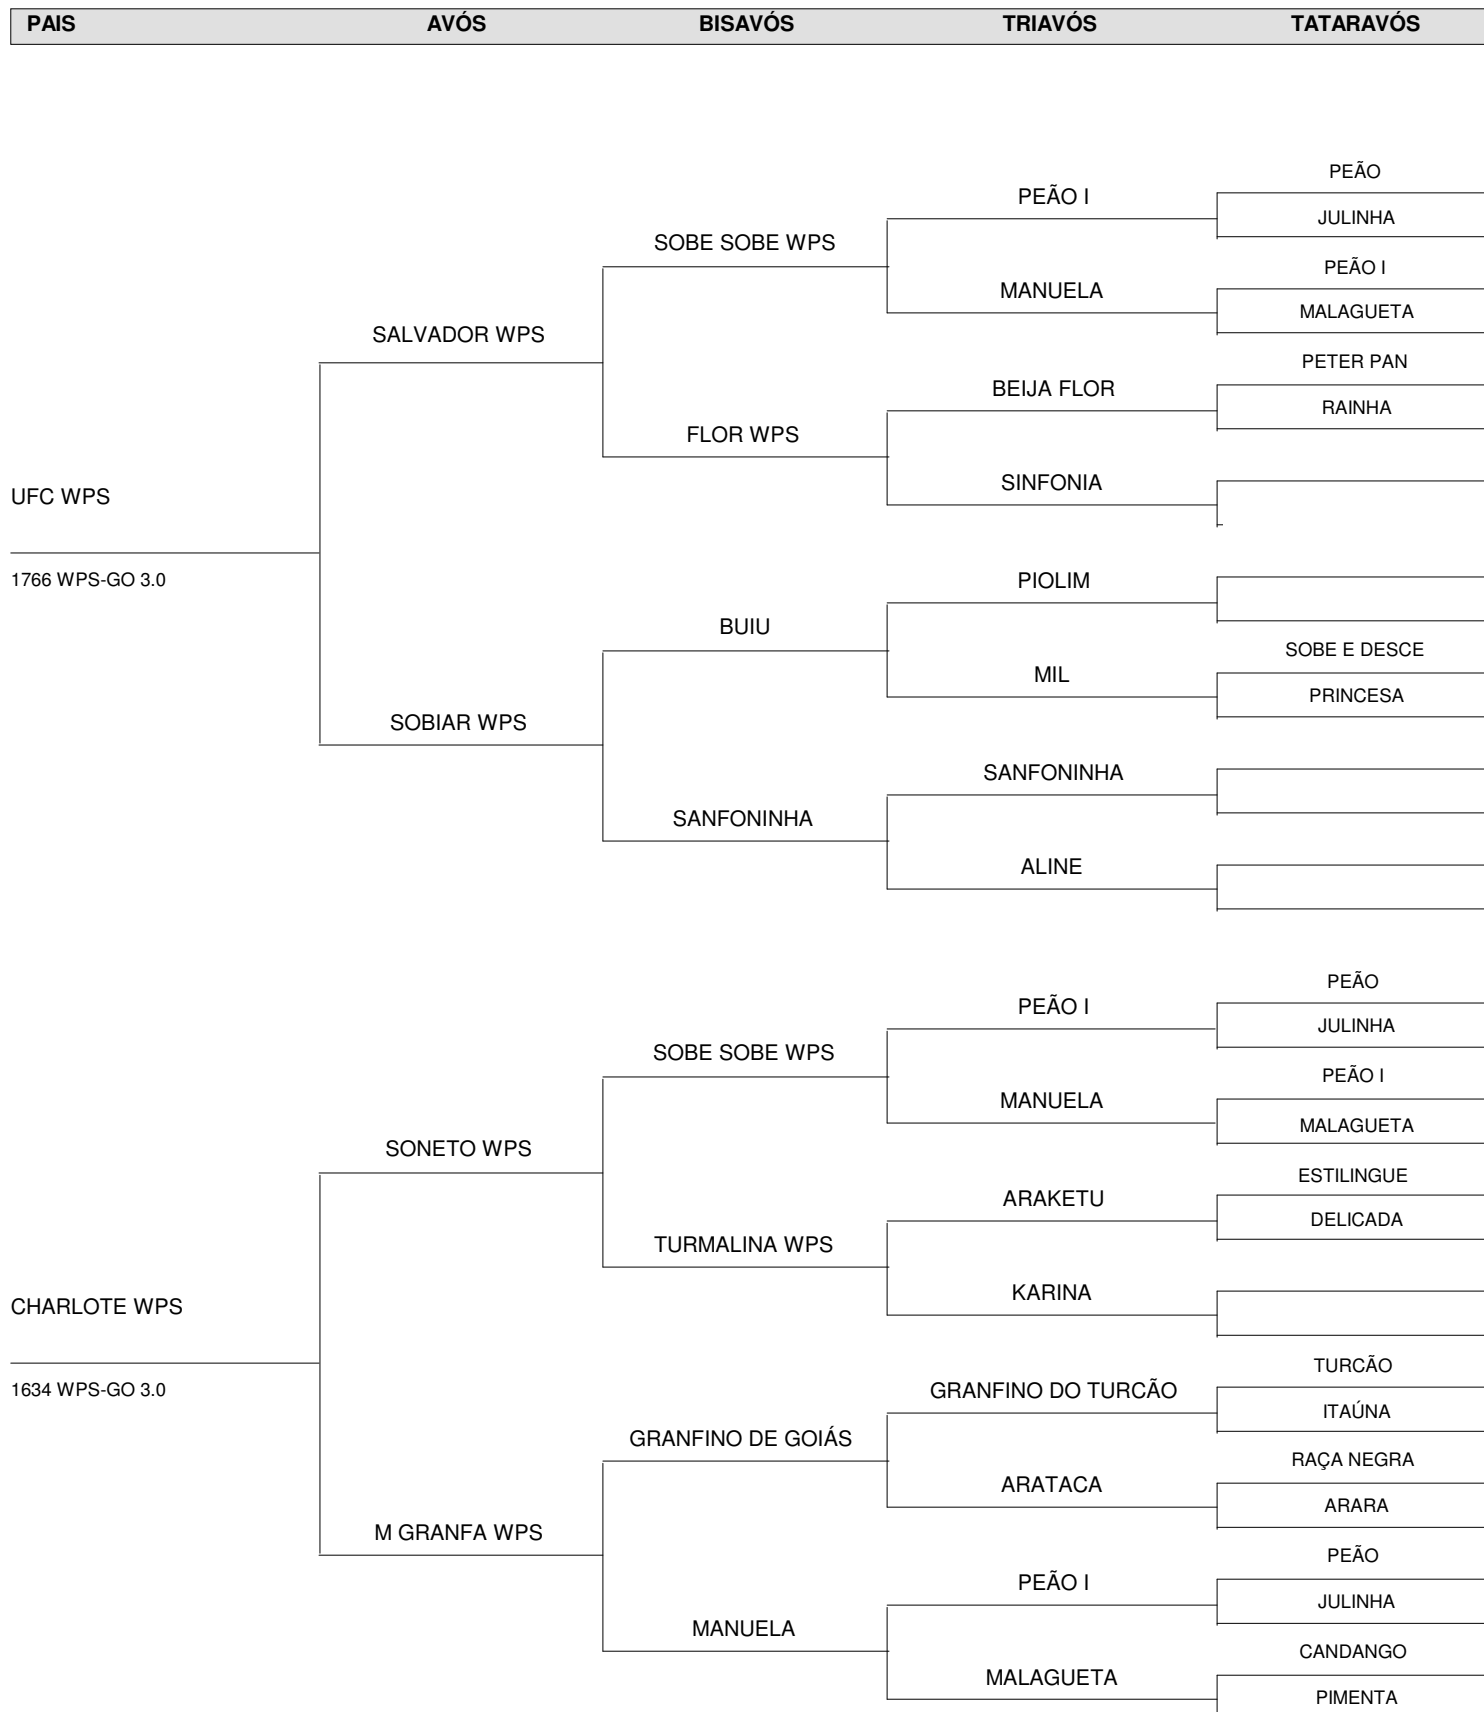 PAIS AVÓS BISAVÓS TRIAVÓS TATARAVÓS
PEÃO
PEÃO I
JULINHA
SOBE SOBE WPS
PEÃO I
MANUELA
MALAGUETA
SALVADOR WPS
PETER PAN
BEIJA FLOR
RAINHA
FLOR WPS
SINFONIA
UFC WPS
1766 WPS-GO 3.0
PIOLIM
BUIU
SOBE E DESCE
MIL
PRINCESA
SOBIAR WPS
SANFONINHA
SANFONINHA
ALINE
PEÃO
PEÃO I
JULINHA
SOBE SOBE WPS
PEÃO I
MANUELA
MALAGUETA
SONETO WPS
ESTILINGUE
ARAKETU
DELICADA
TURMALINA WPS
KARINA
CHARLOTE WPS
TURCÃO
1634 WPS-GO 3.0
GRANFINO DO TURCÃO
ITAÚNA
GRANFINO DE GOIÁS
RAÇA NEGRA
ARATACA
ARARA
M GRANFA WPS
PEÃO
PEÃO I
JULINHA
MANUELA
CANDANGO
MALAGUETA
PIMENTA